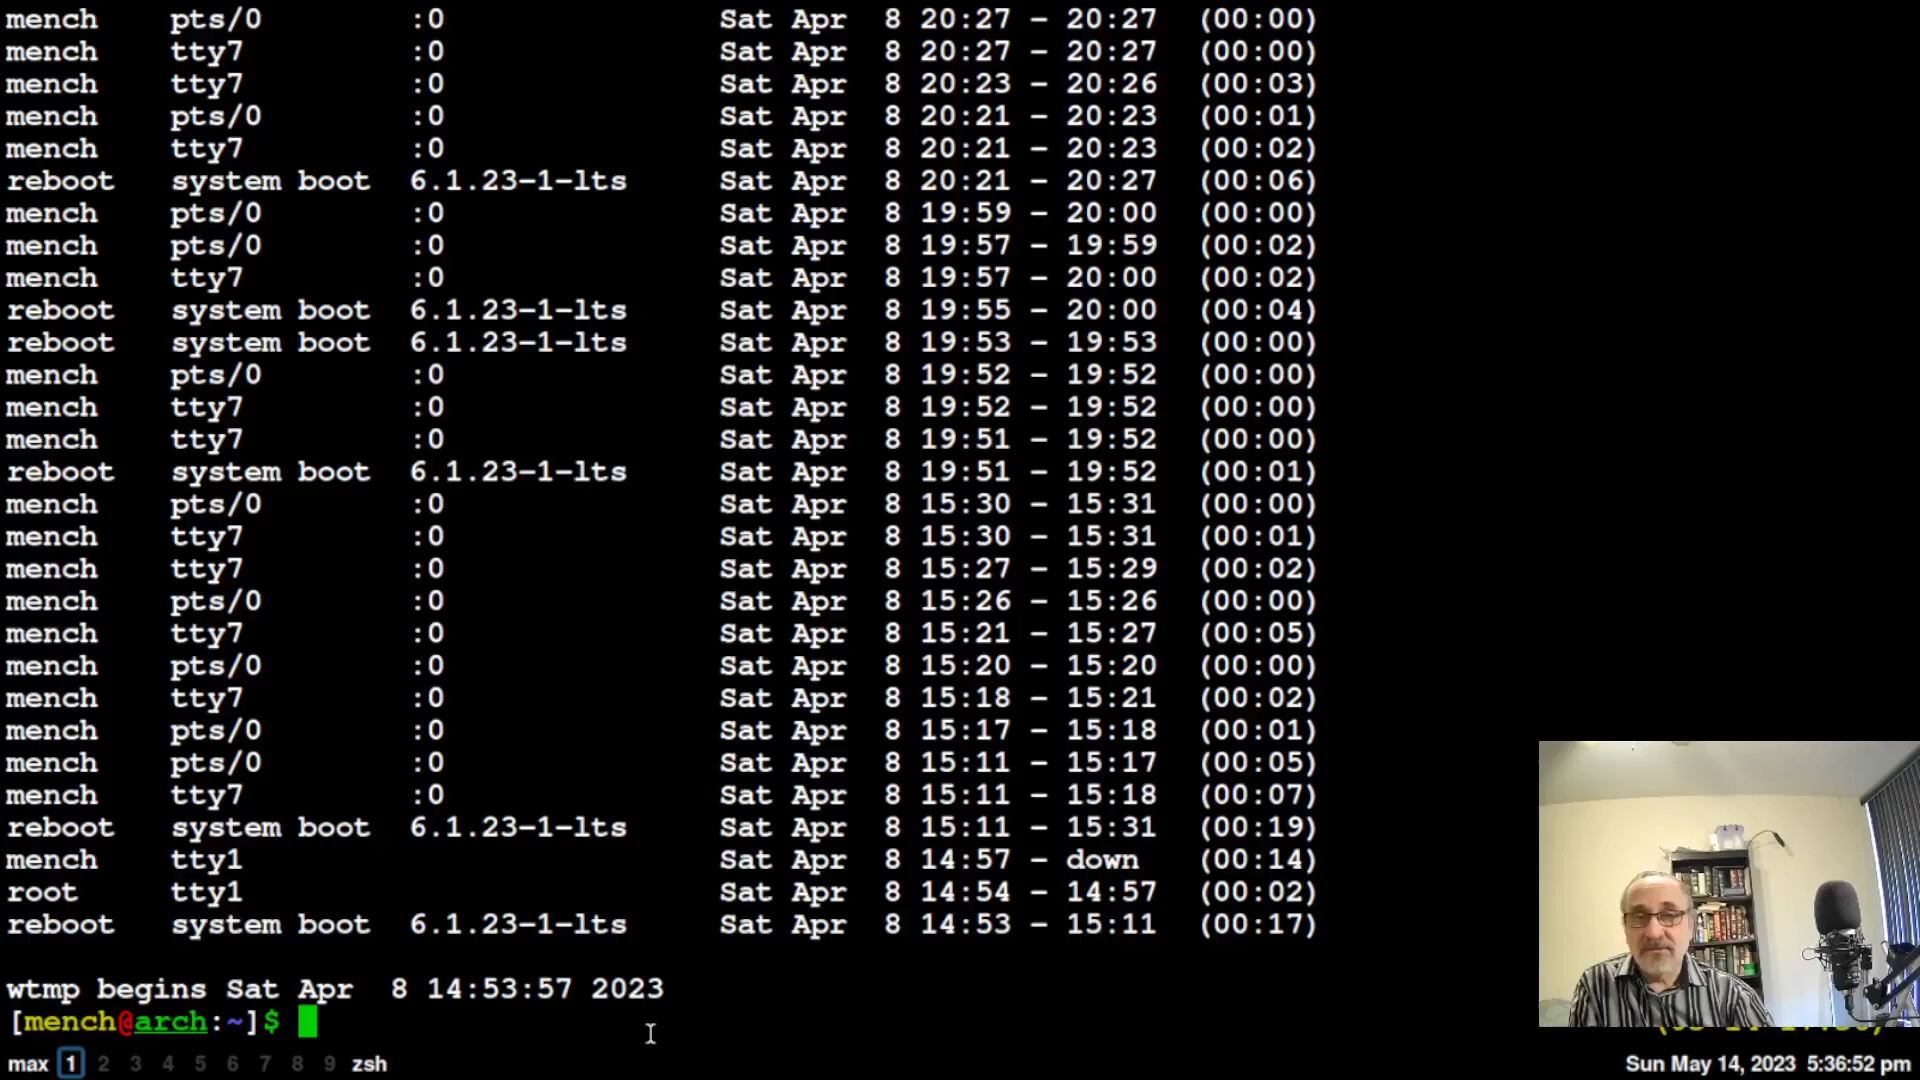 mench pts/0 :0 Sat Apr 8 20:27 - 20:27 (00:00)
mench tty7 :0 Sat Apr 8 20:27 - 20:27 (00:00)
mench tty7 :0 Sat Apr 8 20:23 - 20:26 (00:03)
mench pts/0 :0 Sat Apr 8 20:21 - 20:23 (00:01)
mench tty7 :0 Sat Apr 8 20:21 - 20:23 (00:02)
reboot system boot 6.1.23-1-lts Sat Apr 8 20:21 - 20:27 (00:06)
mench pts/0 :0 Sat Apr 8 19:59 - 20:00 (00:00)
mench pts/0 :0 Sat Apr 8 19:57 - 19:59 (00:02)
mench tty7 :0 Sat Apr 8 19:57 - 20:00 (00:02)
reboot system boot 6.1.23-1-lts Sat Apr 8 19:55 - 20:00 (00:04)
reboot system boot 6.1.23-1-lts Sat Apr 8 19:53 - 19:53 (00:00)
mench pts/0 :0 Sat Apr 8 19:52 - 19:52 (00:00)
mench tty7 :0 Sat Apr 8 19:52 - 19:52 (00:00)
mench tty7 :0 Sat Apr 8 19:51 - 19:52 (00:00)
reboot system boot 6.1.23-1-lts Sat Apr 8 19:51 - 19:52 (00:01)
mench pts/0 :0 Sat Apr 8 15:30 - 15:31 (00:00)
mench tty7 :0 Sat Apr 8 15:30 - 15:31 (00:01)
mench tty7 :0 Sat Apr 8 15:27 - 15:29 (00:02)
mench pts/0 :0 Sat Apr 8 15:26 - 15:26 (00:00)
mench tty7 :0 Sat Apr 8 15:21 - 15:27 (00:05)
mench pts/0 :0 Sat Apr 8 15:20 - 15:20 (00:00)
mench tty7 :0 Sat Apr 8 15:18 - 15:21 (00:02)
mench pts/0 :0 Sat Apr 8 15:17 - 15:18 (00:01)
mench pts/0 :0 Sat Apr 8 15:11 - 15:17 (00:05)
mench tty7 :0 Sat Apr 8 15:11 - 15:18 (00:07)
reboot system boot 6.1.23-1-lts Sat Apr 8 15:11 - 15:31 (00:19)
mench tty1 Sat Apr 8 14:57 - down (00:14)
root tty1 Sat Apr 8 14:54 - 14:57 (00:02)
reboot system boot 6.1.23-1-lts Sat Apr 8 14:53 - 15:11 (00:17)
wtmp begins Sat Apr 8 14:53:57 2023
[mench@arch:~]$
max 1 2 3 4 5 6 7 8 9 zsh Sun May 14, 2023 5:36:52 pm